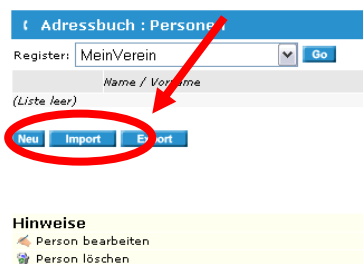 Adressbuch : Personen
Register: MeinVerein Go
Name / Vorname
(Liste leer)
Neu Import Export
Hinweise
Person bearbeiten
Person löschen